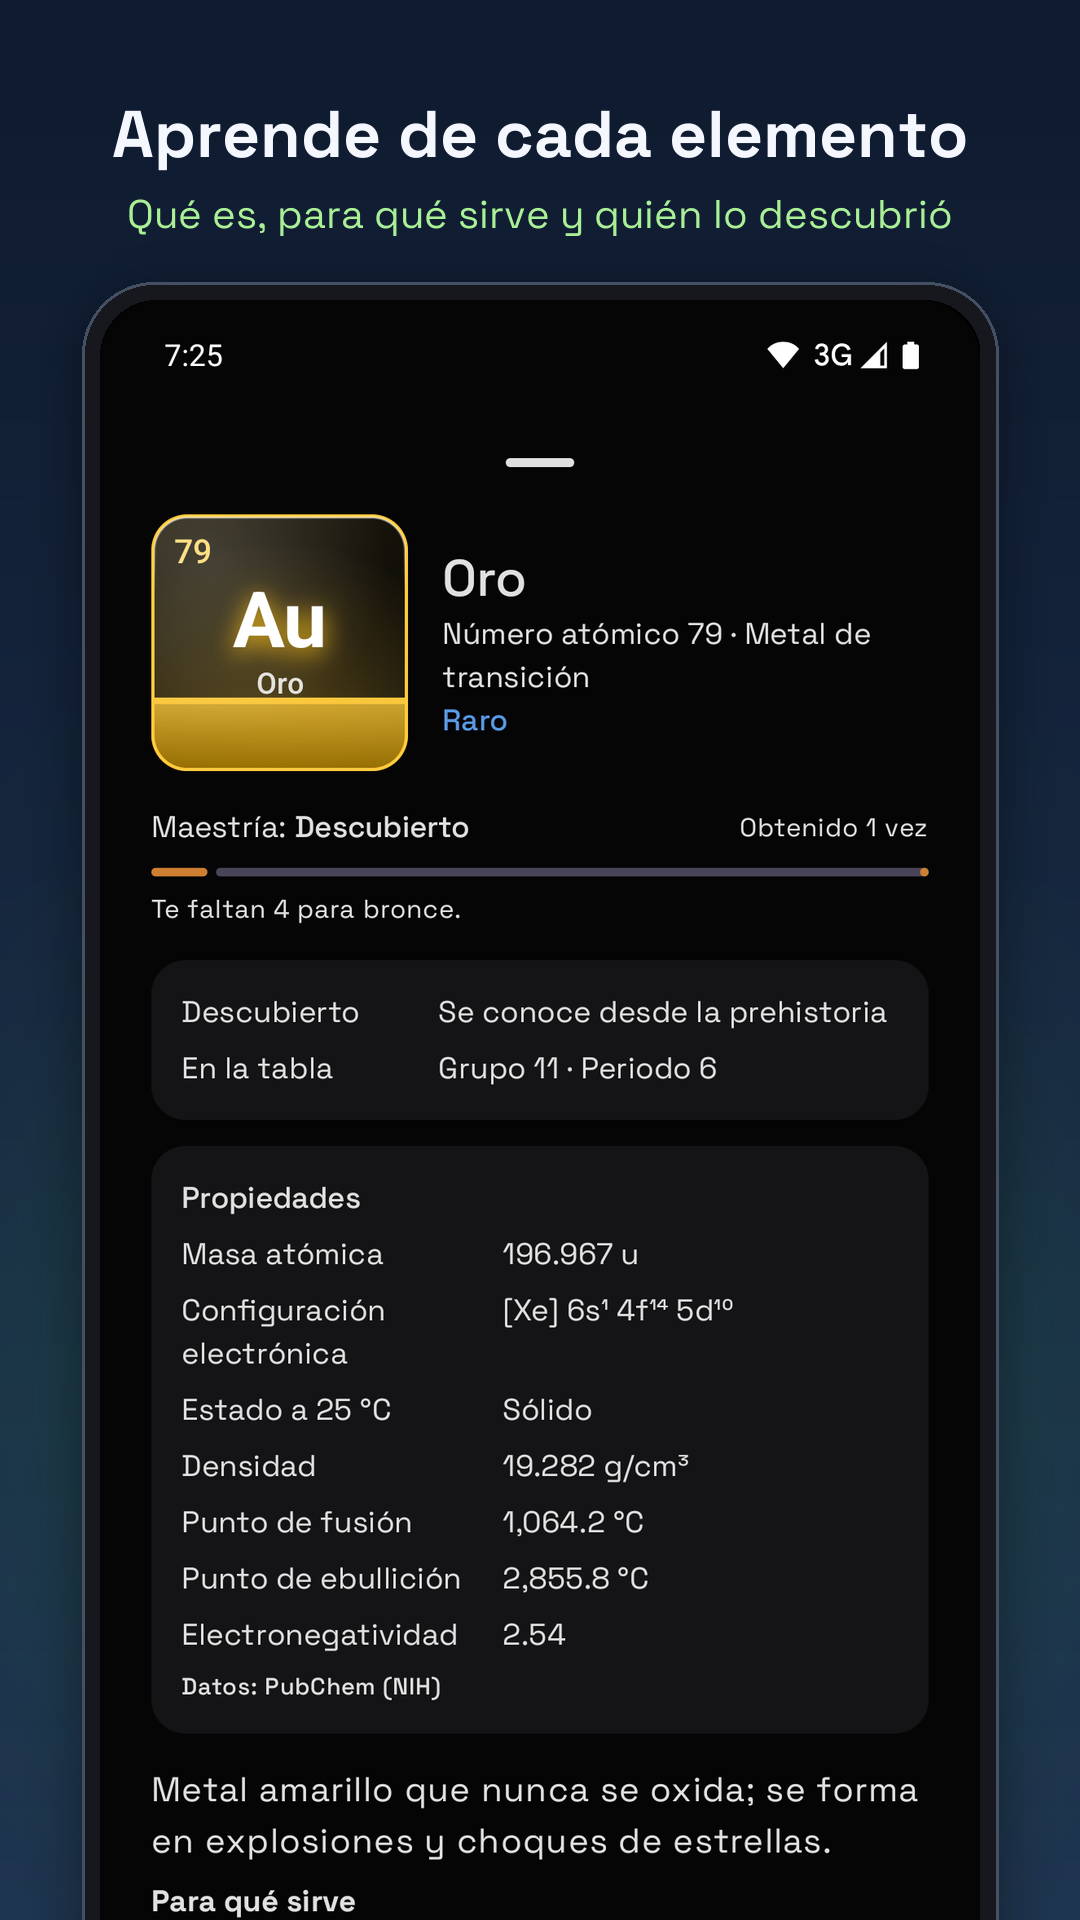 Aprende de cada elemento
Qué es, para qué sirve y quién lo descubrió
7:25
3G
79
Au
Oro
Oro
Número atómico 79 · Metal de
transición
Raro
Maestría: Descubierto
Obtenido 1 vez
Te faltan 4 para bronce.
Descubierto Se conoce desde la prehistoria
En la tabla Grupo 11 · Periodo 6
Propiedades
Masa atómica 196.967 u
Configuración [Xe] 6s¹ 4f¹⁴ 5d¹⁰
electrónica
Estado a 25 °C Sólido
Densidad 19.282 g/cm³
Punto de fusión 1,064.2 °C
Punto de ebullición 2,855.8 °C
Electronegatividad 2.54
Datos: PubChem (NIH)
Metal amarillo que nunca se oxida; se forma
en explosiones y choques de estrellas.
Para qué sirve